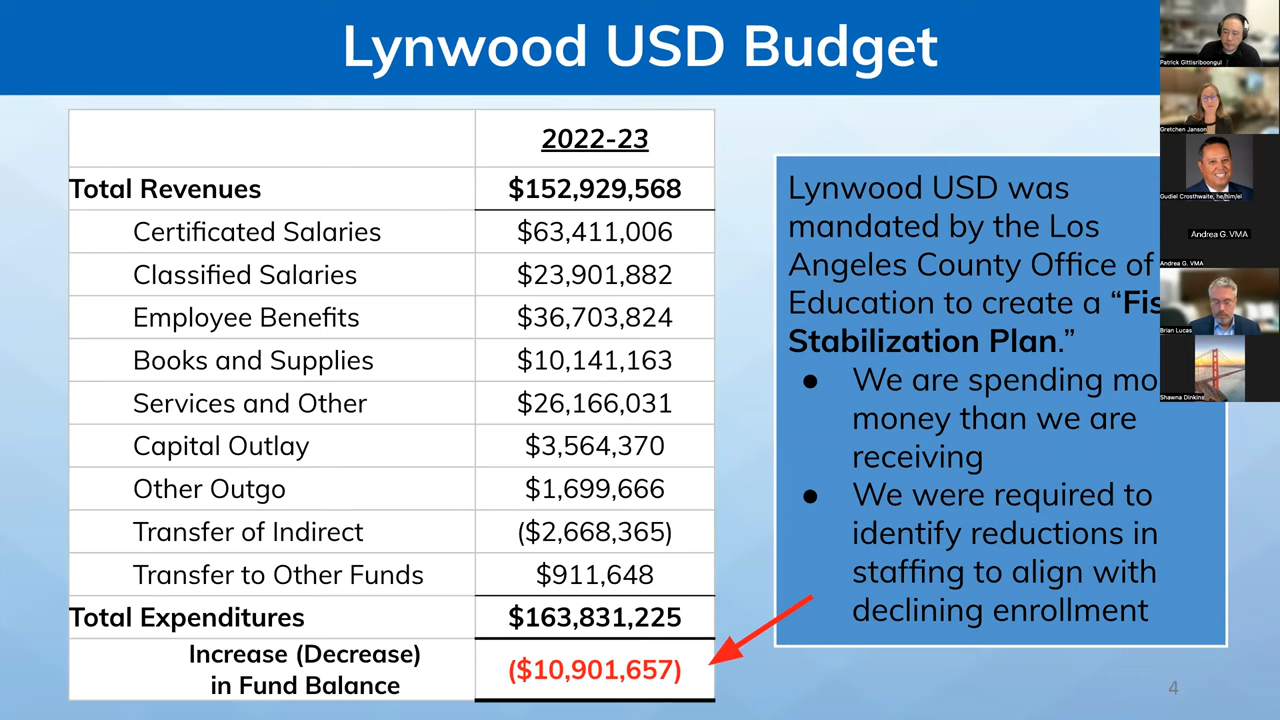 Lynwood USD Budget
2022-23
Total Revenues $152,929,568
Certificated Salaries $63,411,006
Classified Salaries $23,901,882
Employee Benefits $36,703,824
Books and Supplies $10,141,163
Services and Other $26,166,031
Capital Outlay $3,564,370
Other Outgo $1,699,666
Transfer of Indirect ($2,668,365)
Transfer to Other Funds $911,648
Total Expenditures $163,831,225
Increase (Decrease)
in Fund Balance ($10,901,657)
Lynwood USD was
mandated by the Los
Angeles County Office of
Education to create a “Fis
Stabilization Plan.”
● We are spending mo
money than we are
receiving
● We were required to
identify reductions in
staffing to align with
declining enrollment
4
Patrick Gittisriboongul
Gretchen Janson
Gudiel Crosthwaite, he/him/el
Andrea G. VMA
Andrea G. VMA
Brian Lucas
Shawna Dinkins